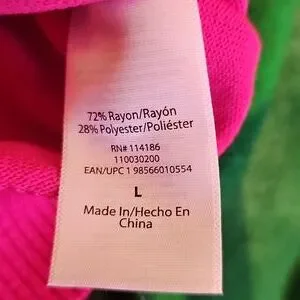 72% Rayon/Rayón
28% Polyester/Poliéster
RN# 114186
110030200
EAN/UPC 1 98566010554
L
Made In/Hecho En
China